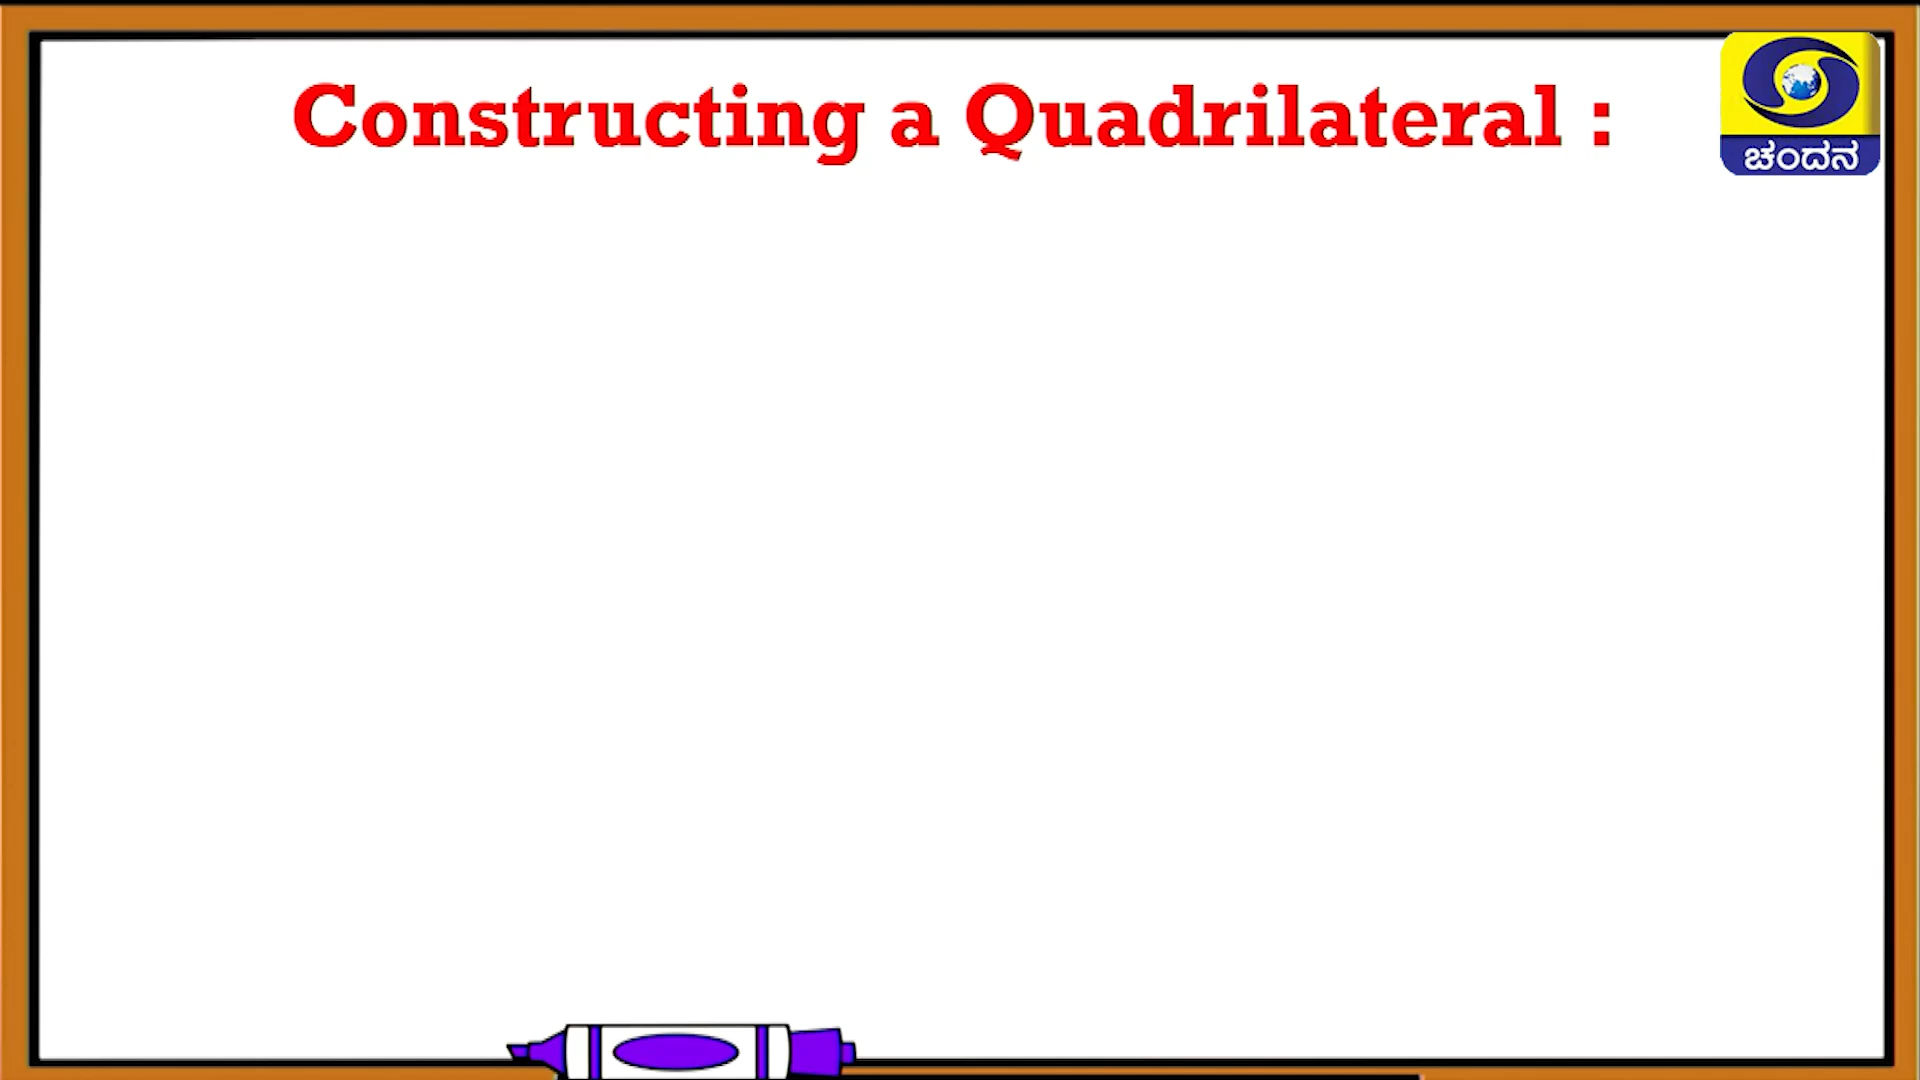 Constructing a Quadrilateral :
ಚಂದನ